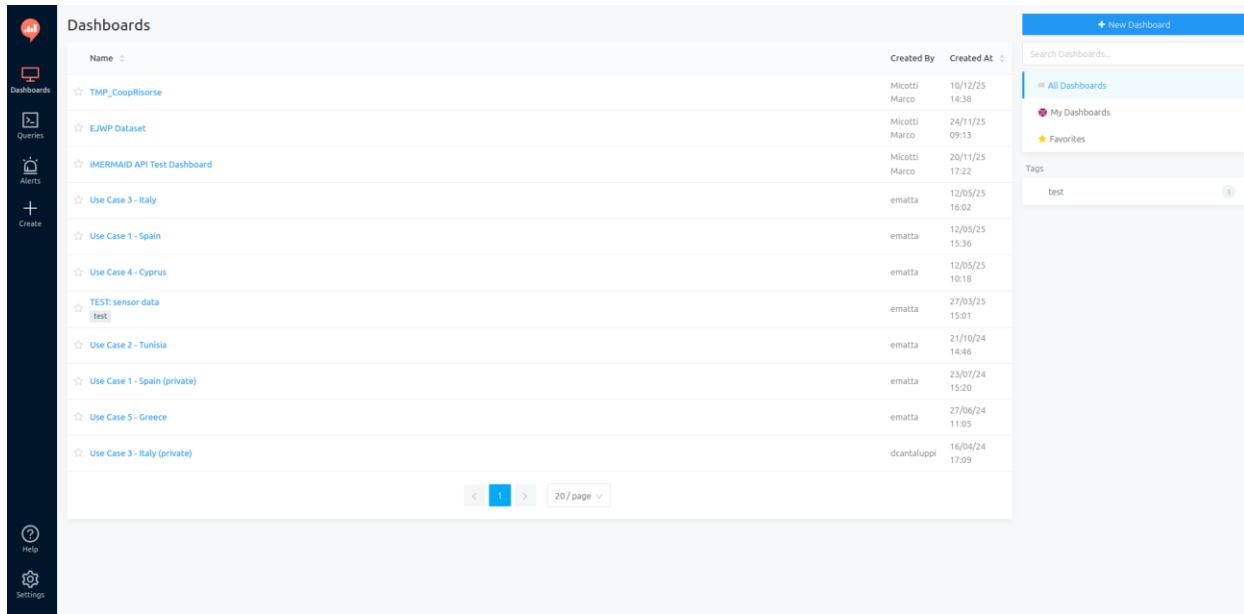 Dashboards
Queries
Alerts
Create
Help
Settings
Dashboards
Name Created By Created At
TMP_CoopRisorse Micotti Marco 10/12/25 14:38
EJWP Dataset Micotti Marco 24/11/25 09:13
iMERMAID API Test Dashboard Micotti Marco 20/11/25 17:22
Use Case 3 - Italy ematta 12/05/25 16:02
Use Case 1 - Spain ematta 12/05/25 15:36
Use Case 4 - Cyprus ematta 12/05/25 10:18
TEST: sensor data ematta 27/03/25 15:01
test
Use Case 2 - Tunisia ematta 21/10/24 14:46
Use Case 1 - Spain (private) ematta 23/07/24 15:20
Use Case 5 - Greece ematta 27/06/24 11:05
Use Case 3 - Italy (private) dcantaluppi 16/04/24 17:09
< 1 > 20 / page
+ New Dashboard
Search Dashboards...
All Dashboards
My Dashboards
Favorites
Tags
test 1